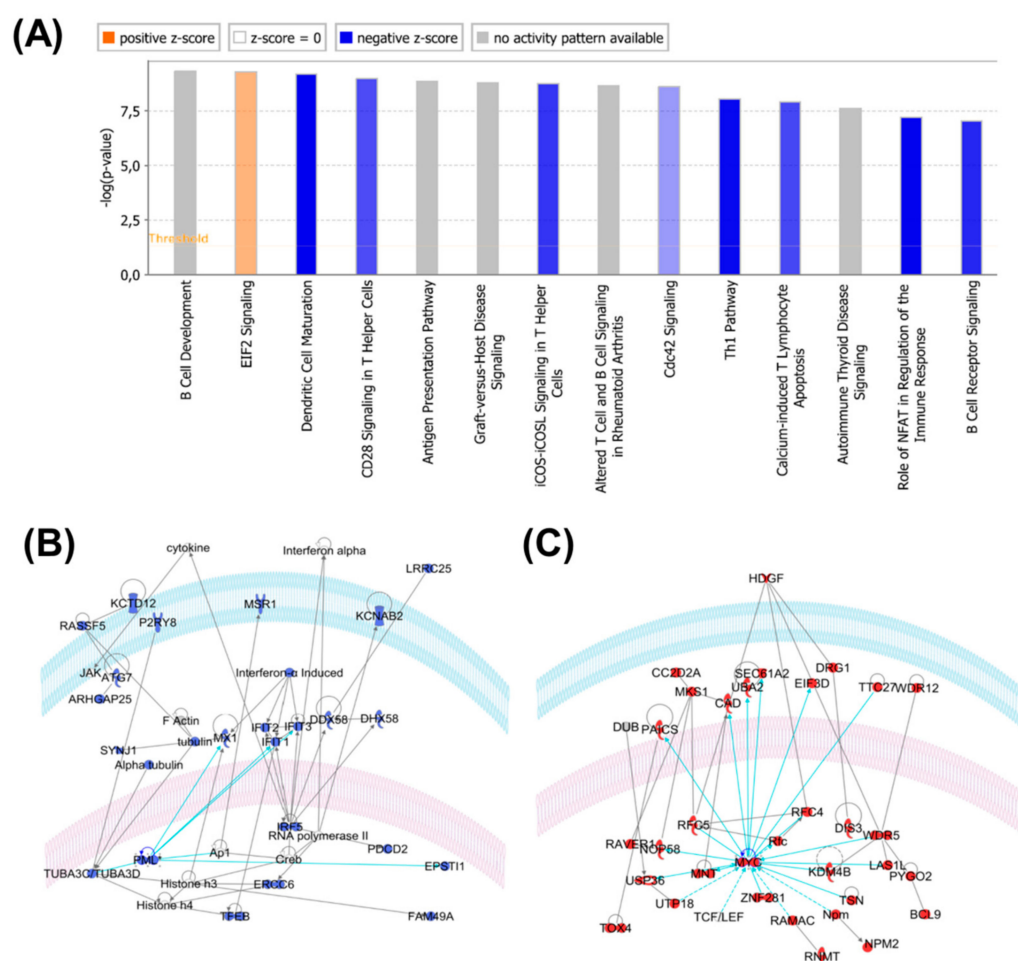 (A)
positive z-score
z-score = 0
negative z-score
no activity pattern available
-log(p-value)
7,5
5,0
2,5
0,0
Threshold
B Cell Development
EIF2 Signaling
Dendritic Cell Maturation
CD28 Signaling in T Helper Cells
Antigen Presentation Pathway
Graft-versus-Host Disease
Signaling
iCOS-iCOSL Signaling in T Helper
Cells
Altered T Cell and B Cell Signaling
in Rheumatoid Arthritis
Cdc42 Signaling
Th1 Pathway
Calcium-induced T Lymphocyte
Apoptosis
Autoimmune Thyroid Disease
Signaling
Role of NFAT in Regulation of the
Immune Response
B Cell Receptor Signaling
(B)
cytokine
Interferon alpha
LRRC25
KCTD12
MSR1
KCNAB2
RASSF5
P2RY8
JAK
ATG7
Interferon-α Induced
ARHGAP25
F Actin
IFIT2
IFIT3
DDX58
DHX58
tubulin
MX1
IFIT1
SYNJ1
Alpha tubulin
IRF5
RNA polymerase II
PDCD2
Ap1
Creb
PML*
EPSTI1
TUBA3C/TUBA3D
Histone h3
ERCC6
Histone h4
TFEB
FAM49A
(C)
HDGF
CC2D2A
SEC61A2
DRG1
MKS1
UBA2
EIF3D
TTC27
WDR12
CAD
DUB
PAICS
RFC4
RFC5
DIS3
WDR5
RAVER1
NOP58
Rfc
MYC
LAS1L
MNT
KDM4B
PYGO2
USP36
UTP18
ZNF281
TSN
TCF/LEF
RAMAC
Npm
BCL9
TOX4
NPM2
RNMT